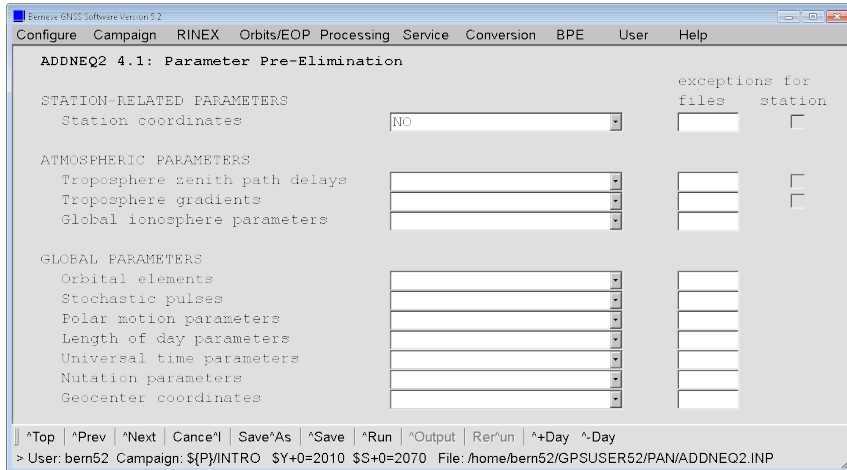 Bernese GNSS Software Version 5.2
Configure Campaign RINEX Orbits/EOP Processing Service Conversion BPE User Help
ADDNEQ2 4.1: Parameter Pre-Elimination
exceptions for
STATION-RELATED PARAMETERS files station
Station coordinates NO
ATMOSPHERIC PARAMETERS
Troposphere zenith path delays
Troposphere gradients
Global ionosphere parameters
GLOBAL PARAMETERS
Orbital elements
Stochastic pulses
Polar motion parameters
Length of day parameters
Universal time parameters
Nutation parameters
Geocenter coordinates
^Top | ^Prev | ^Next | Cance^l | Save^As | ^Save | ^Run | ^Output | Rer^un | ^+Day ^-Day
> User: bern52 Campaign: ${P}/INTRO $Y+0=2010 $S+0=2070 File: /home/bern52/GPSUSER52/PAN/ADDNEQ2.INP